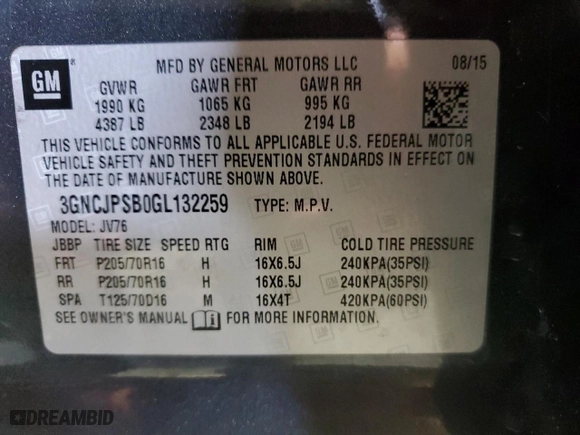 GM ®
MFD BY GENERAL MOTORS LLC 08/15
GVWR GAWR FRT GAWR RR
1990 KG 1065 KG 995 KG
4387 LB 2348 LB 2194 LB
THIS VEHICLE CONFORMS TO ALL APPLICABLE U.S. FEDERAL MOTOR
VEHICLE SAFETY AND THEFT PREVENTION STANDARDS IN EFFECT ON
THE DATE OF MANUFACTURE SHOWN ABOVE.
3GNCJPSB0GL132259 TYPE: M.P.V.
MODEL: JV76
JBBP TIRE SIZE SPEED RTG RIM COLD TIRE PRESSURE
FRT P205/70R16 H 16X6.5J 240KPA(35PSI)
RR P205/70R16 H 16X6.5J 240KPA(35PSI)
SPA T125/70D16 M 16X4T 420KPA(60PSI)
SEE OWNER'S MANUAL FOR MORE INFORMATION.
DREAMBID